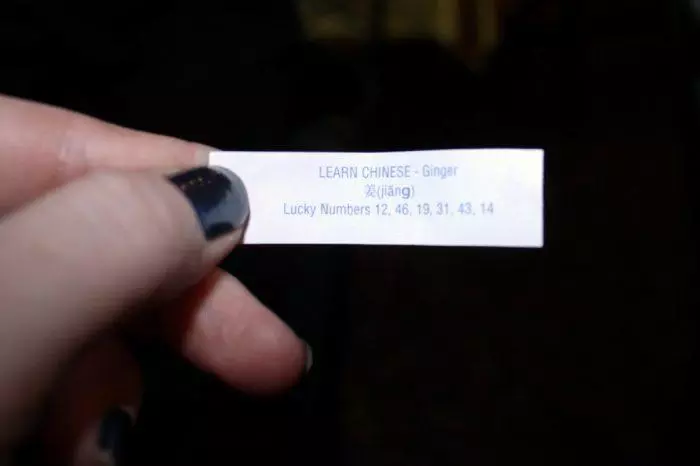 LEARN CHINESE - Ginger
姜(jiāng)
Lucky Numbers 12, 46, 19, 31, 43, 14